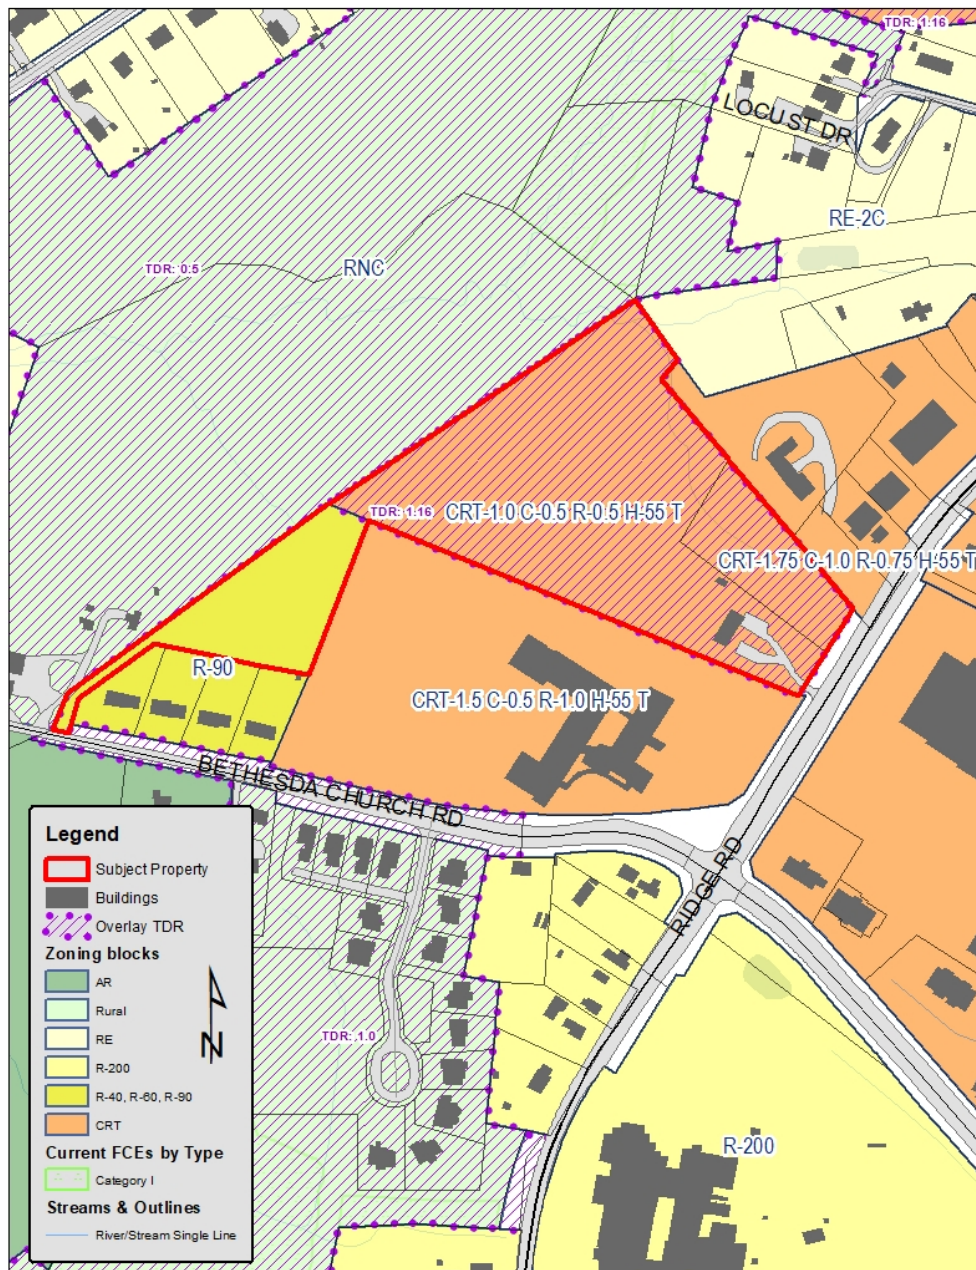 TDR: 1.16
LOCUST DR
RE-2C
RNC
TDR: 0.5
TDR: 1.16
CRT-1.0 C-0.5 R-0.5 H-55 T
CRT-1.75 C-1.0 R-0.75 H-55 T
R-90
CRT-1.5 C-0.5 R-1.0 H-55 T
BETHESDA CHURCH RD
RIDGE RD
TDR: 1.0
R-200
Legend
Subject Property
Buildings
Overlay TDR
Zoning blocks
AR
Rural
RE
R-200
R-40, R-60, R-90
CRT
N
Current FCEs by Type
Category I
Streams & Outlines
River/Stream Single Line